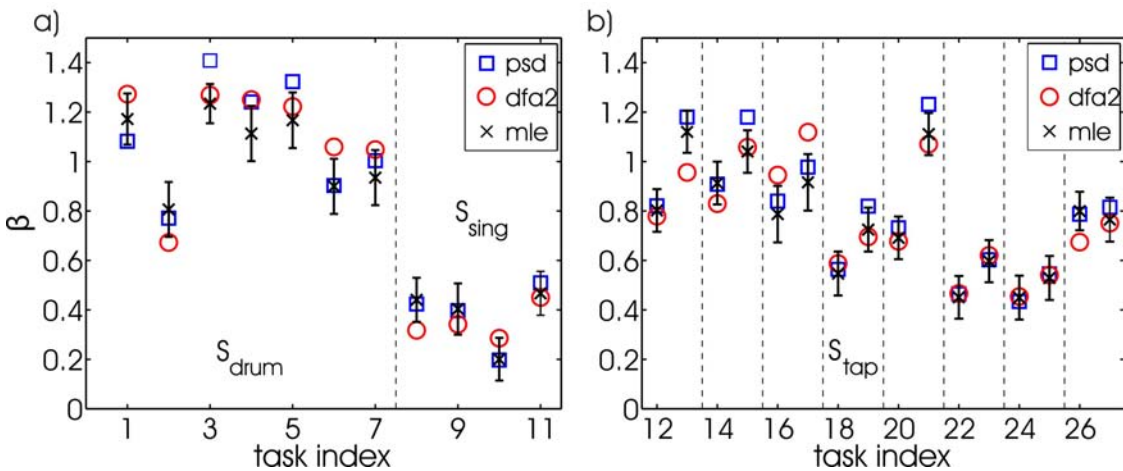 a)
β
1.4
1.2
1
0.8
0.6
0.4
0.2
0
psd
dfa2
mle
S_sing
S_drum
1 3 5 7 9 11
task index
b)
1.4
1.2
1
0.8
0.6
0.4
0.2
0
psd
dfa2
mle
S_tap
12 14 16 18 20 22 24 26
task index